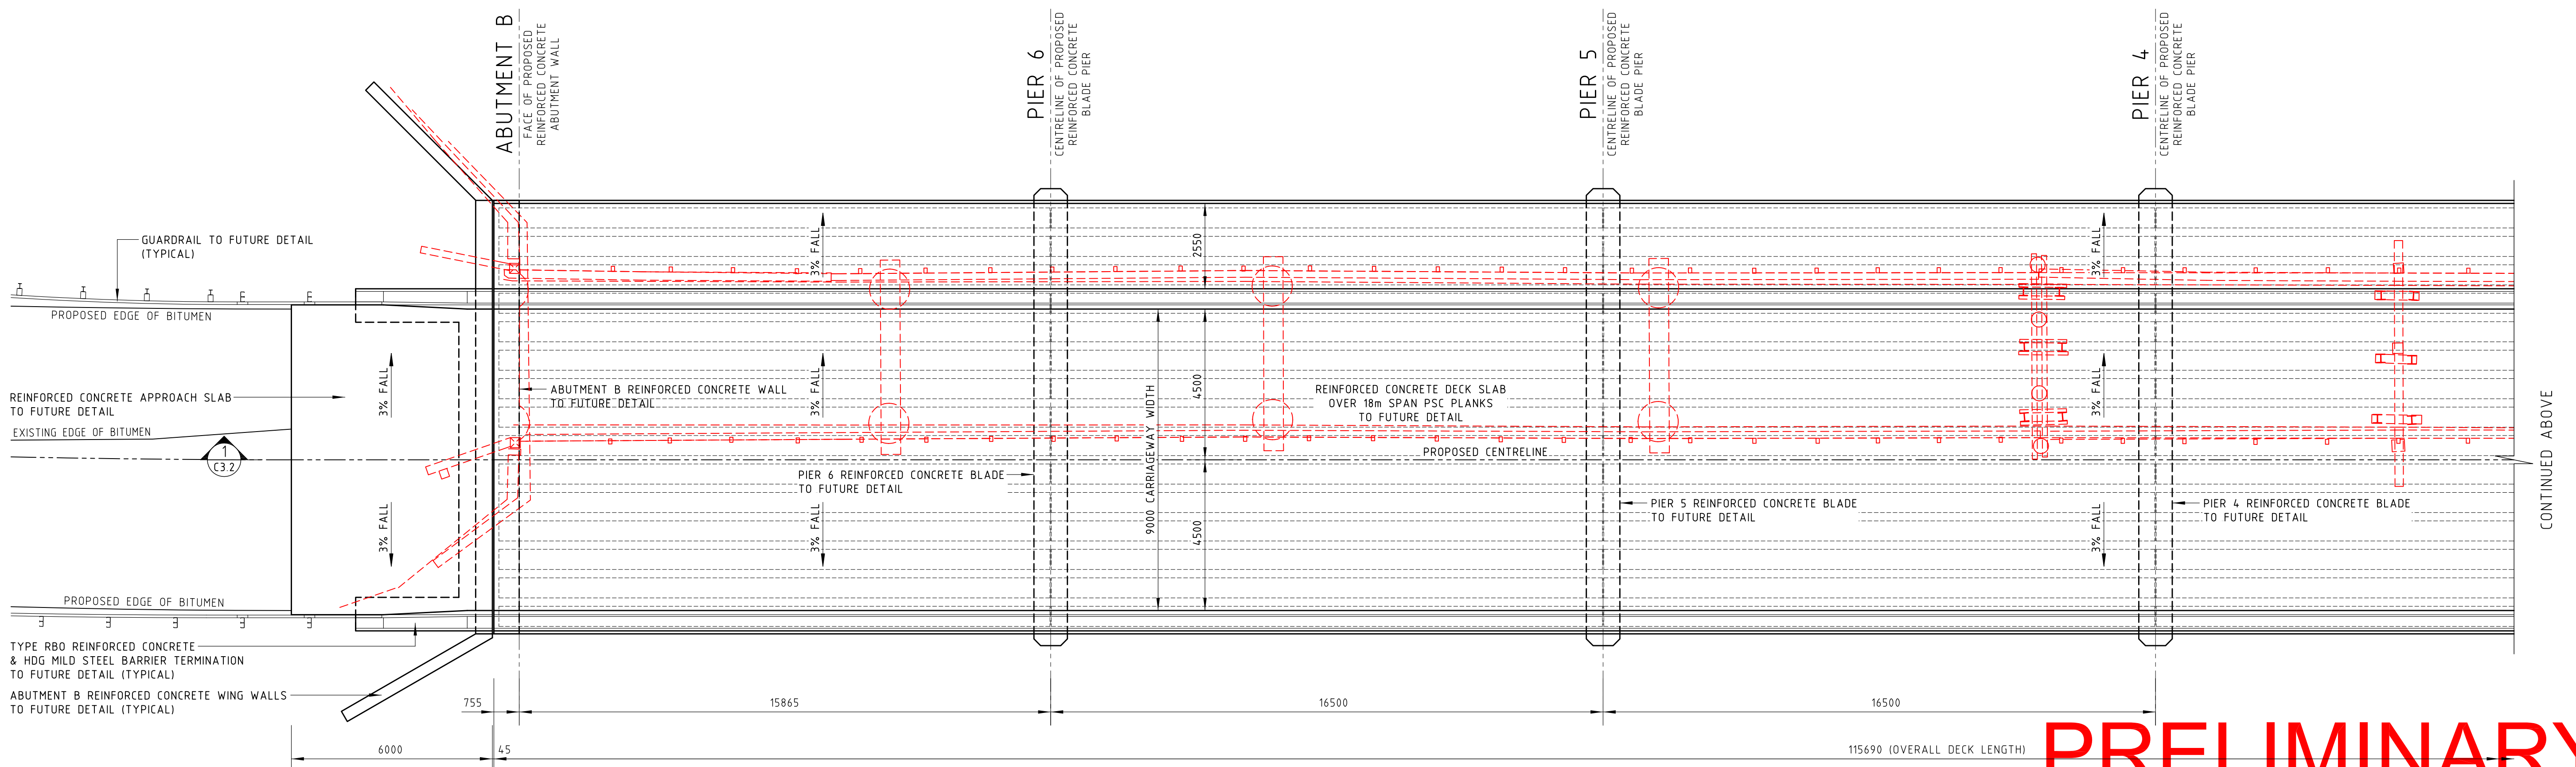 ABUTMENT B
FACE OF PROPOSED
REINFORCED CONCRETE
ABUTMENT WALL
PIER 6
CENTRELINE OF PROPOSED
REINFORCED CONCRETE
BLADE PIER
PIER 5
CENTRELINE OF PROPOSED
REINFORCED CONCRETE
BLADE PIER
PIER 4
CENTRELINE OF PROPOSED
REINFORCED CONCRETE
BLADE PIER
GUARDRAIL TO FUTURE DETAIL
(TYPICAL)
3% FALL
2550
3% FALL
PROPOSED EDGE OF BITUMEN
REINFORCED CONCRETE APPROACH SLAB
TO FUTURE DETAIL
3% FALL
ABUTMENT B REINFORCED CONCRETE WALL
TO FUTURE DETAIL
3% FALL
9000 CARRIAGEWAY WIDTH
4500
REINFORCED CONCRETE DECK SLAB
OVER 18m SPAN PSC PLANKS
TO FUTURE DETAIL
3% FALL
CONTINUED ABOVE
EXISTING EDGE OF BITUMEN
1
C3.2
PROPOSED CENTRELINE
PIER 6 REINFORCED CONCRETE BLADE
TO FUTURE DETAIL
PIER 5 REINFORCED CONCRETE BLADE
TO FUTURE DETAIL
PIER 4 REINFORCED CONCRETE BLADE
TO FUTURE DETAIL
3% FALL
3% FALL
4500
3% FALL
PROPOSED EDGE OF BITUMEN
TYPE RBO REINFORCED CONCRETE
& HDG MILD STEEL BARRIER TERMINATION
TO FUTURE DETAIL (TYPICAL)
ABUTMENT B REINFORCED CONCRETE WING WALLS
TO FUTURE DETAIL (TYPICAL)
755
15865
16500
16500
6000
45
115690 (OVERALL DECK LENGTH)
PRELIMINARY